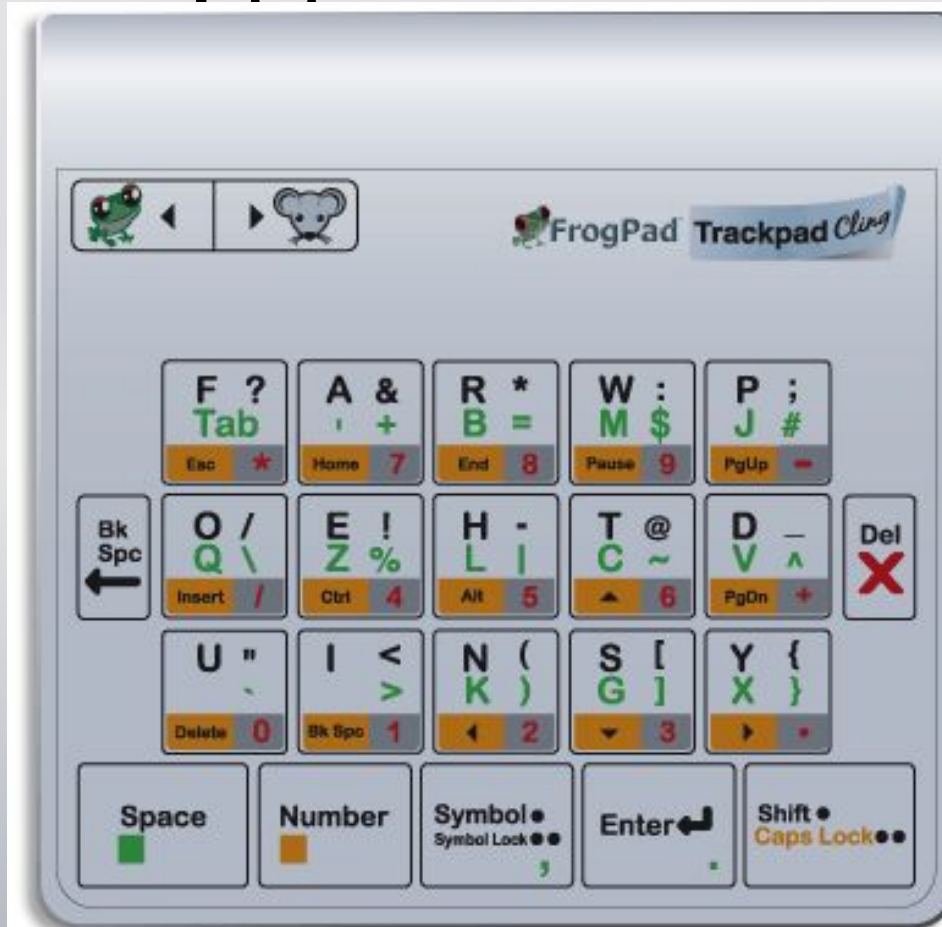 FrogPad Trackpad Cling
F ? A & R * W : P ;
Tab ' + B = M $ J #
Esc * Home 7 End 8 Pause 9 PgUp -
Bk Spc O / E ! H - T @ D _ Del
Q \ Z % L | C ~ V ^
Insert / Ctrl 4 Alt 5 ▲ 6 PgDn +
U " I < N ( S [ Y {
` > K ) G ] X }
Delete 0 Bk Spc 1 ◀ 2 ▼ 3 ▶ .
Space Number Symbol● Enter Shift●
Symbol Lock●● Caps Lock●●
, .